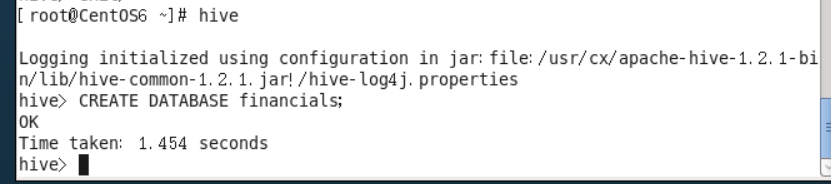 [root@CentOS6 ~]# hive
Logging initialized using configuration in jar:file:/usr/cx/apache-hive-1.2.1-bi
n/lib/hive-common-1.2.1.jar!/hive-log4j.properties
hive> CREATE DATABASE financials;
OK
Time taken: 1.454 seconds
hive>